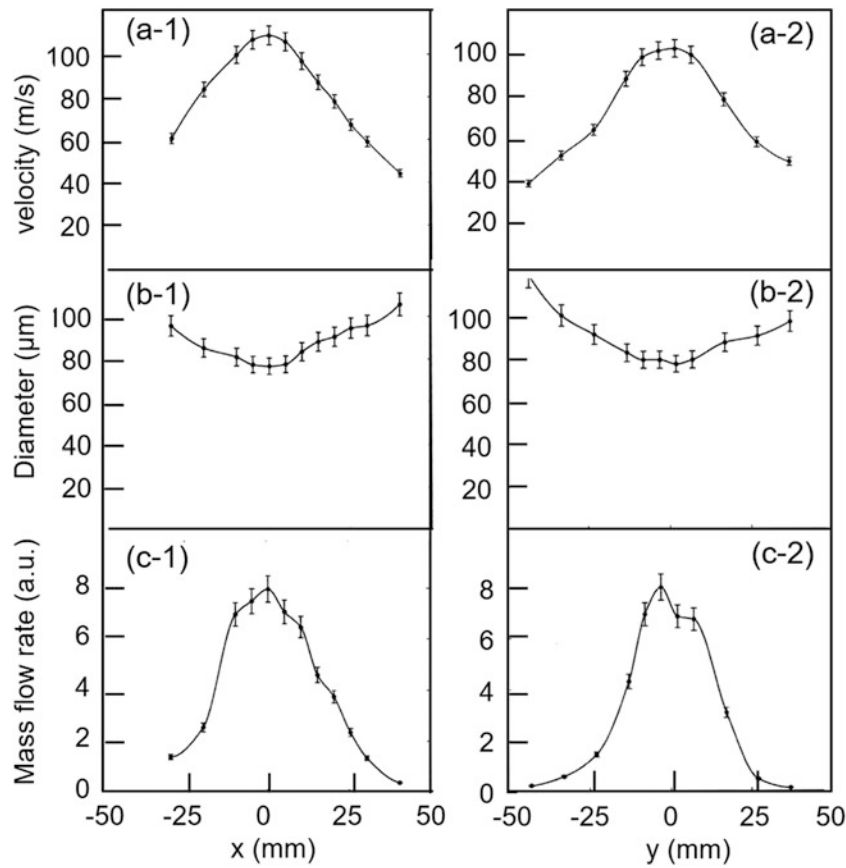 (a-1)
velocity (m/s)
100
80
60
40
20
(a-2)
100
80
60
40
20
(b-1)
Diameter (μm)
100
80
60
40
20
(b-2)
100
80
60
40
20
(c-1)
Mass flow rate (a.u.)
8
6
4
2
0
-50 -25 0 25 50
x (mm)
(c-2)
8
6
4
2
0
-50 -25 0 25 50
y (mm)